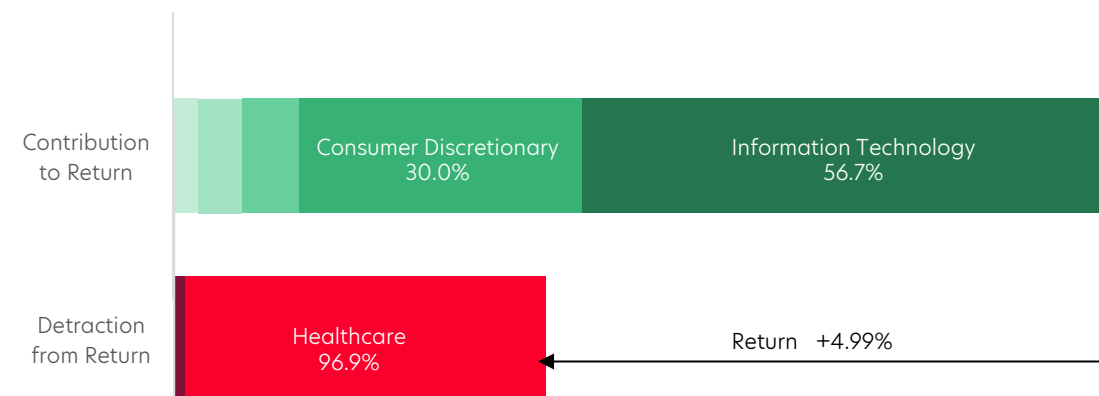 Contribution
to Return
Consumer Discretionary
30.0%
Information Technology
56.7%
Detraction
from Return
Healthcare
96.9%
Return +4.99%